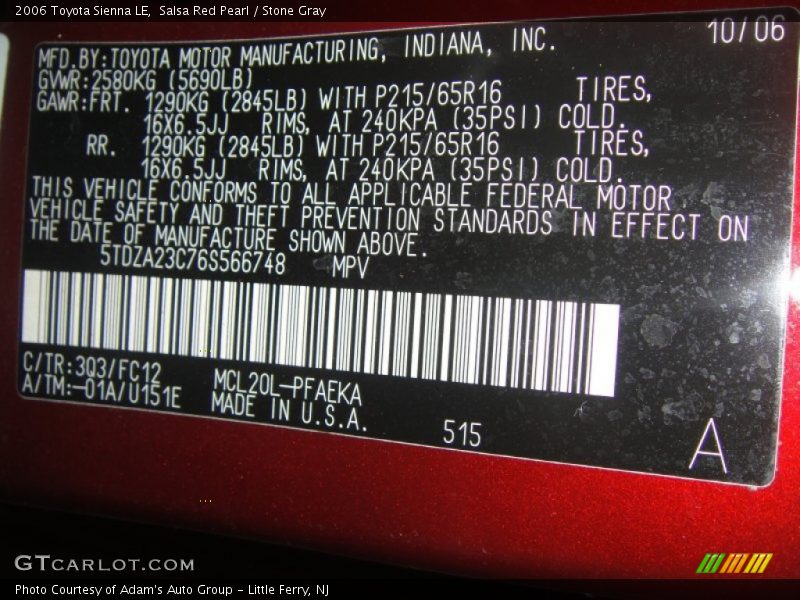 2006 Toyota Sienna LE, Salsa Red Pearl / Stone Gray
10/06
MFD.BY:TOYOTA MOTOR MANUFACTURING, INDIANA, INC.
GVWR:2580KG (5690LB)
GAWR:FRT. 1290KG (2845LB) WITH P215/65R16 TIRES,
16X6.5JJ RIMS, AT 240KPA (35PSI) COLD.
RR. 1290KG (2845LB) WITH P215/65R16 TIRES,
16X6.5JJ RIMS, AT 240KPA (35PSI) COLD.
THIS VEHICLE CONFORMS TO ALL APPLICABLE FEDERAL MOTOR
VEHICLE SAFETY AND THEFT PREVENTION STANDARDS IN EFFECT ON
THE DATE OF MANUFACTURE SHOWN ABOVE.
5TDZA23C76S566748 MPV
C/TR:3Q3/FC12
A/TM:-01A/U151E
MCL20L-PFAEKA
MADE IN U.S.A.
515
A
GTCARLOT.COM
Photo Courtesy of Adam's Auto Group - Little Ferry, NJ